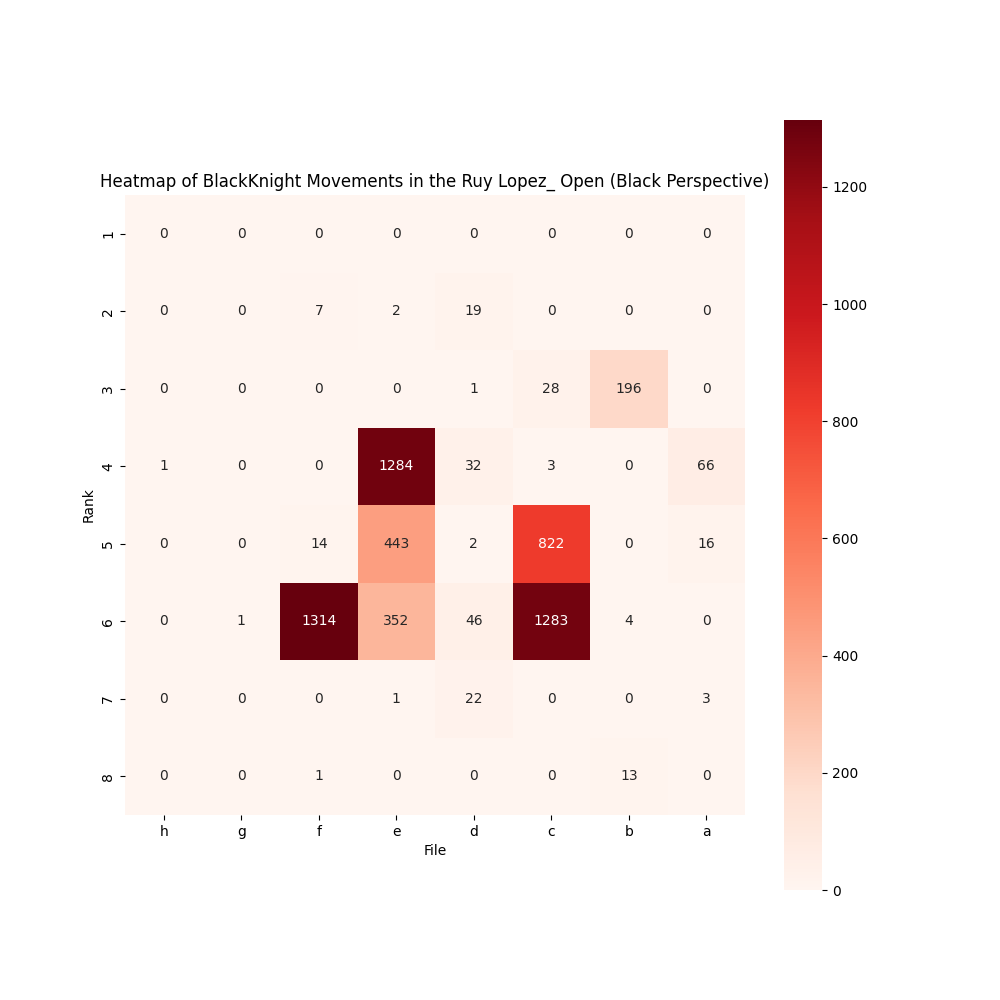 Heatmap of BlackKnight Movements in the Ruy Lopez_ Open (Black Perspective)
1 0 0 0 0 0 0 0 0
2 0 0 7 2 19 0 0 0
3 0 0 0 0 1 28 196 0
4 1 0 0 1284 32 3 0 66
Rank
5 0 0 14 443 2 822 0 16
6 0 1 1314 352 46 1283 4 0
7 0 0 0 1 22 0 0 3
8 0 0 1 0 0 0 13 0
h g f e d c b a
File
1200
1000
800
600
400
200
0